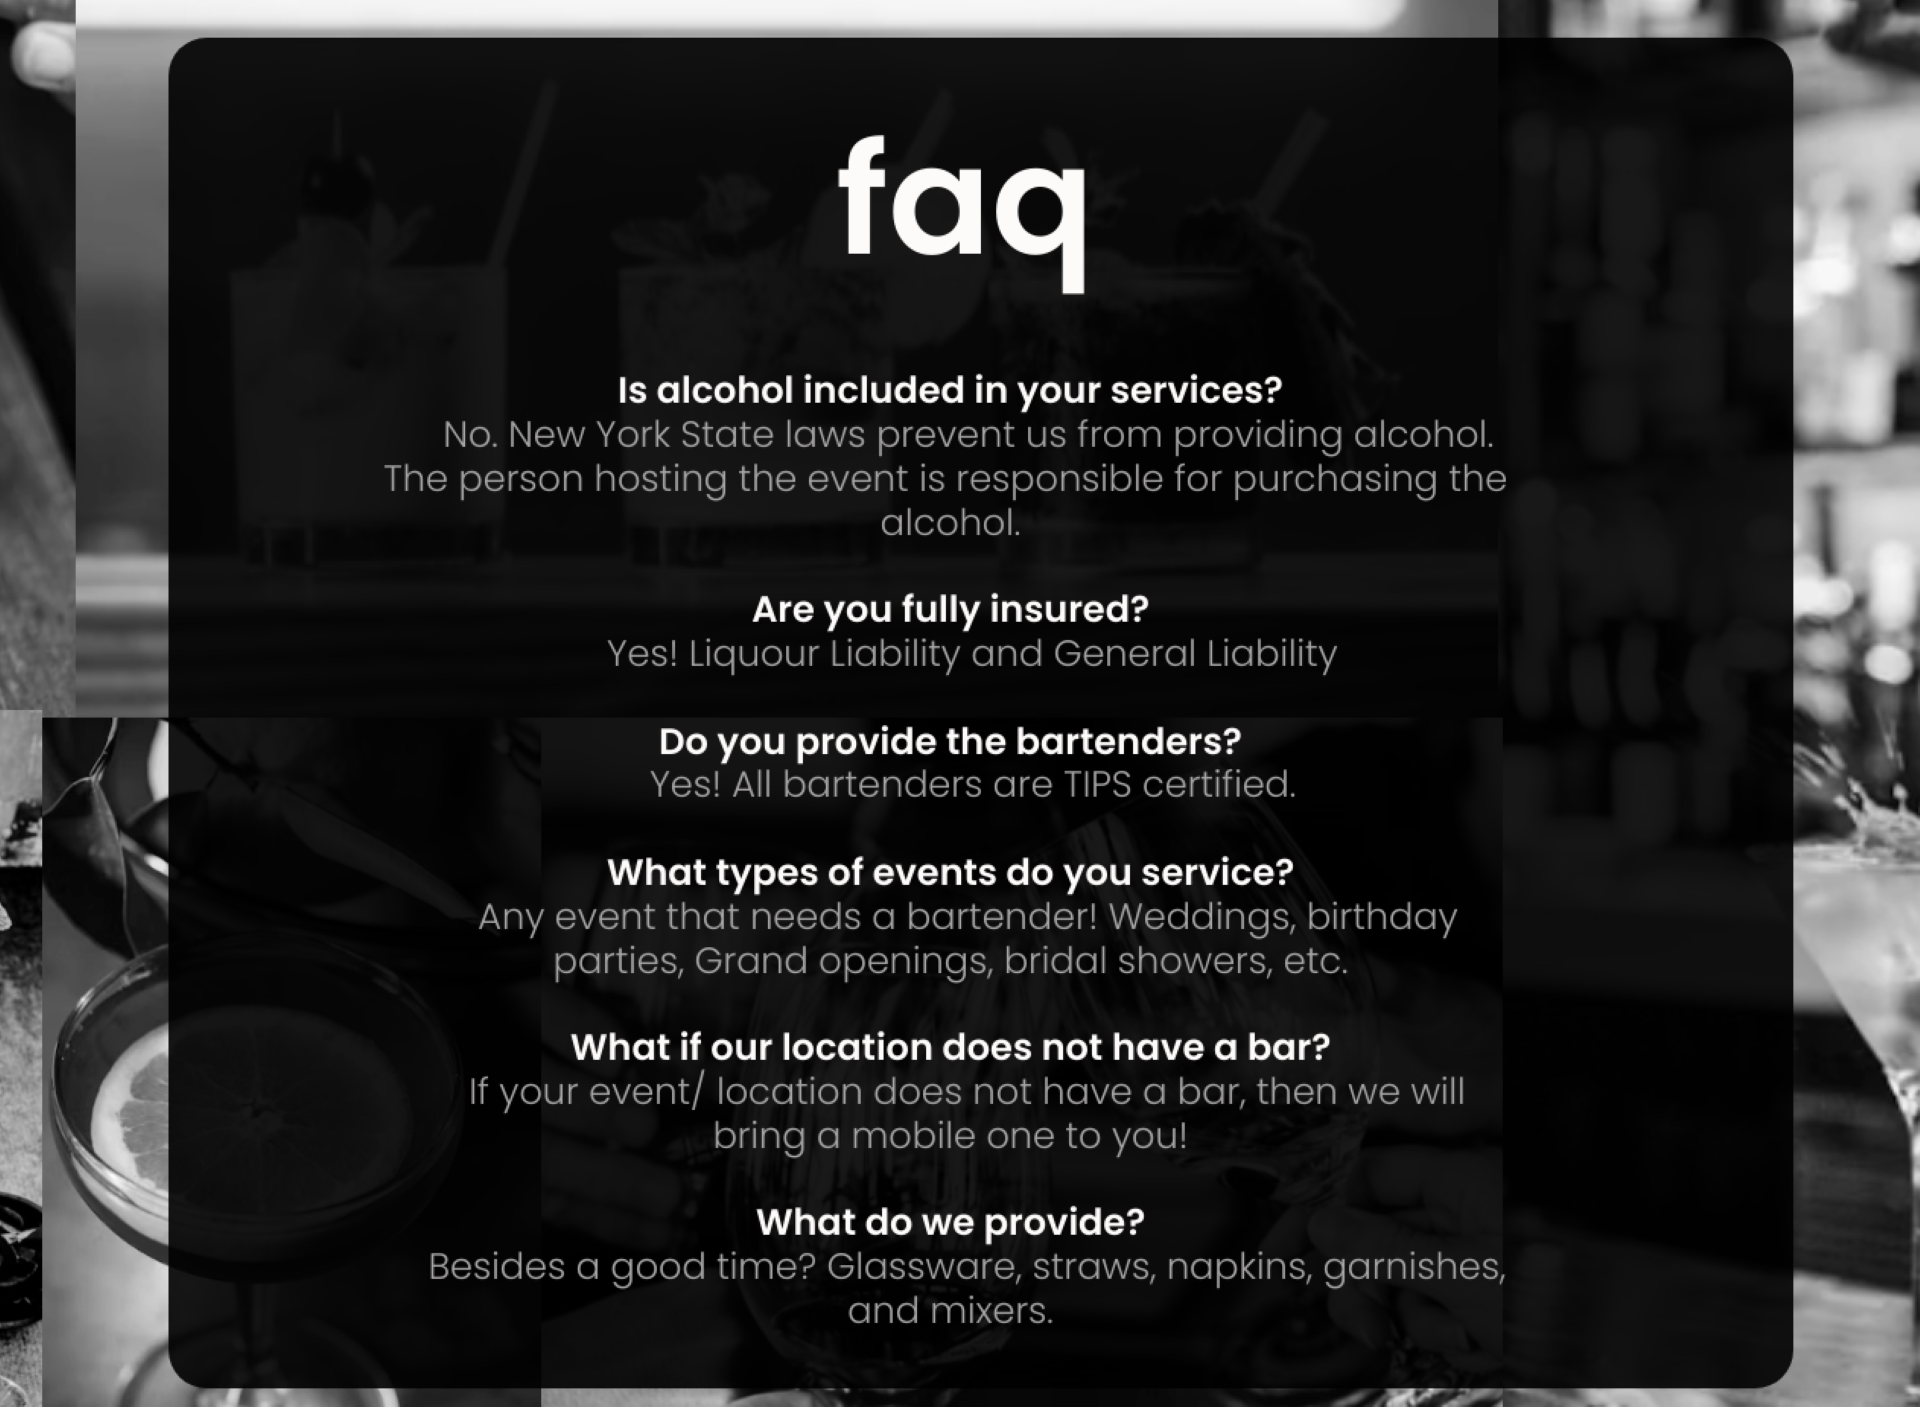 faq
Is alcohol included in your services?
No. New York State laws prevent us from providing alcohol.
The person hosting the event is responsible for purchasing the
alcohol.
Are you fully insured?
Yes! Liquour Liability and General Liability
Do you provide the bartenders?
Yes! All bartenders are TIPS certified.
What types of events do you service?
Any event that needs a bartender! Weddings, birthday
parties, Grand openings, bridal showers, etc.
What if our location does not have a bar?
If your event/ location does not have a bar, then we will
bring a mobile one to you!
What do we provide?
Besides a good time? Glassware, straws, napkins, garnishes,
and mixers.